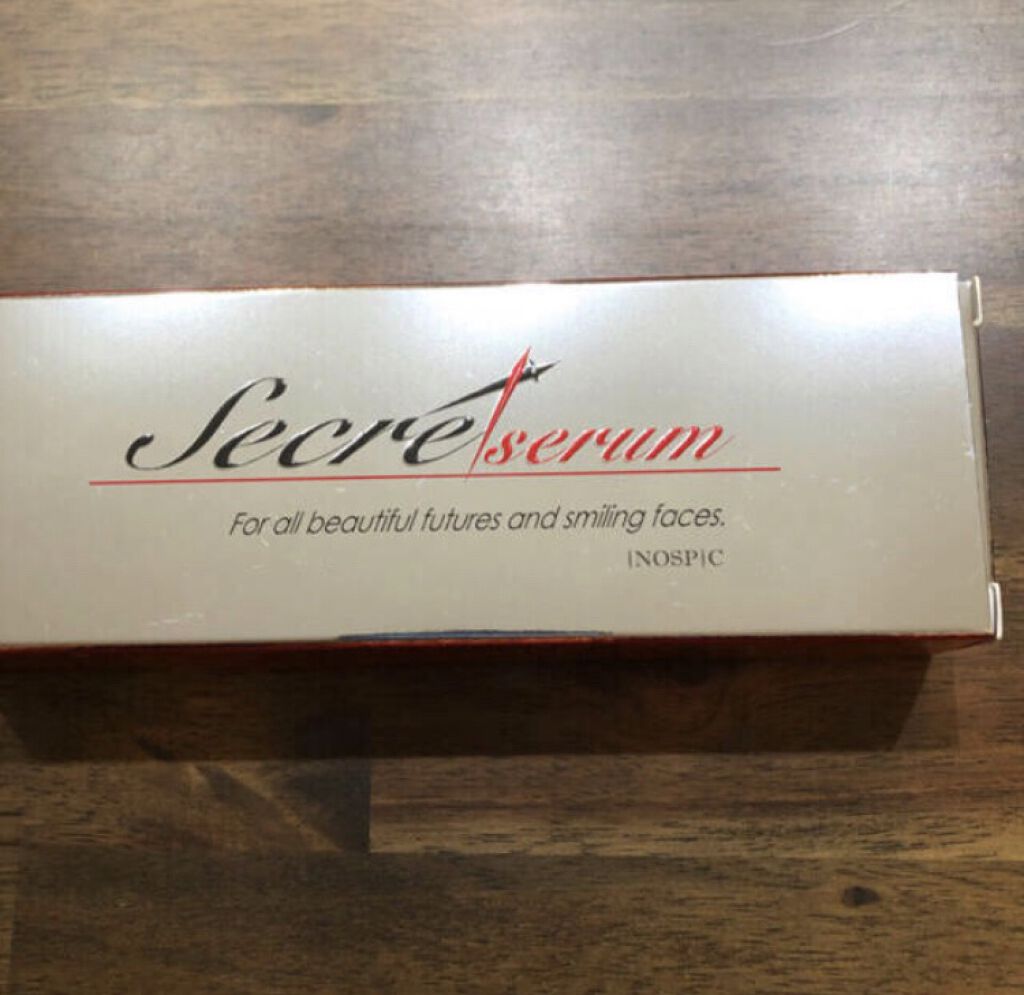 Secret serum
For all beautiful futures and smiling faces.
[NOSP]C